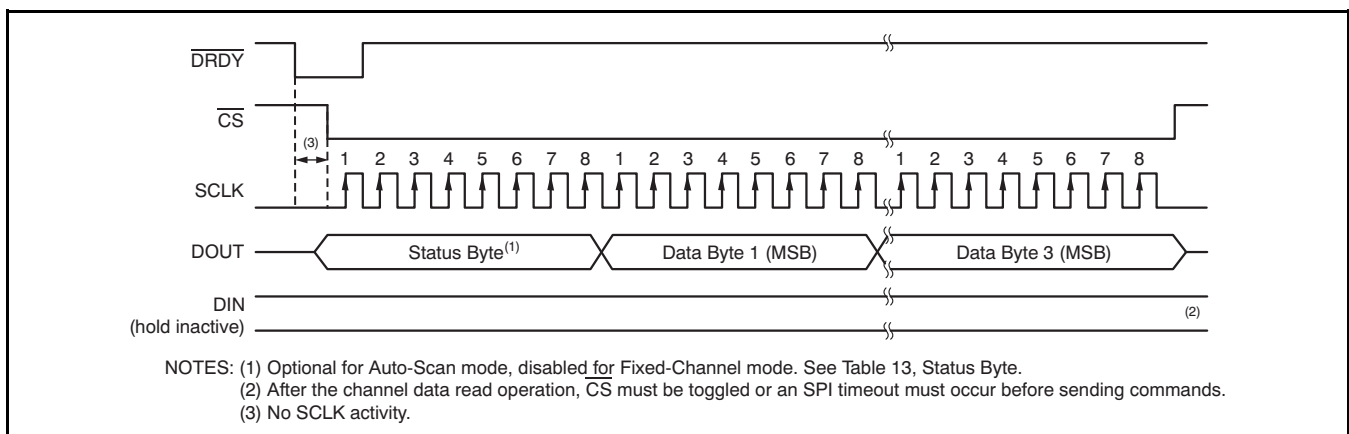 DRDY
CS
(3)
1 2 3 4 5 6 7 8 1 2 3 4 5 6 7 8 1 2 3 4 5 6 7 8
SCLK
DOUT Status Byte(1) Data Byte 1 (MSB) Data Byte 3 (MSB)
DIN
(hold inactive)
(2)
NOTES: (1) Optional for Auto-Scan mode, disabled for Fixed-Channel mode. See Table 13, Status Byte.
(2) After the channel data read operation, CS must be toggled or an SPI timeout must occur before sending commands.
(3) No SCLK activity.